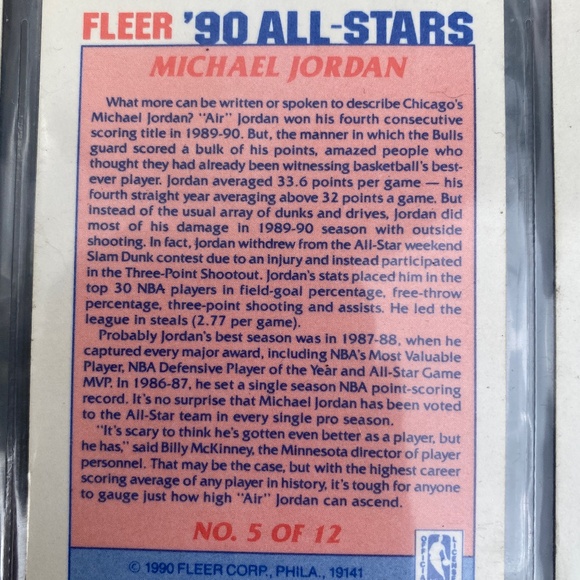 FLEER '90 ALL-STARS
MICHAEL JORDAN
What more can be written or spoken to describe Chicago's
Michael Jordan? "Air" Jordan won his fourth consecutive
scoring title in 1989-90. But, the manner in which the Bulls
guard scored a bulk of his points, amazed people who
thought they had already been witnessing basketball's best-
ever player. Jordan averaged 33.6 points per game — his
fourth straight year averaging above 32 points a game. But
instead of the usual array of dunks and drives, Jordan did
most of his damage in 1989-90 season with outside
shooting. In fact, Jordan withdrew from the All-Star weekend
Slam Dunk contest due to an injury and instead participated
in the Three-Point Shootout. Jordan's stats placed him in the
top 30 NBA players in field-goal percentage, free-throw
percentage, three-point shooting and assists. He led the
league in steals (2.77 per game).
Probably Jordan's best season was in 1987-88, when he
captured every major award, including NBA's Most Valuable
Player, NBA Defensive Player of the Year and All-Star Game
MVP. In 1986-87, he set a single season NBA point-scoring
record. It's no surprise that Michael Jordan has been voted
to the All-Star team in every single pro season.
"It's scary to think he's gotten even better as a player, but
he has," said Billy McKinney, the Minnesota director of player
personnel. That may be the case, but with the highest career
scoring average of any player in history, it's tough for anyone
to gauge just how high "Air" Jordan can ascend.
NO. 5 OF 12
© 1990 FLEER CORP., PHILA., 19141